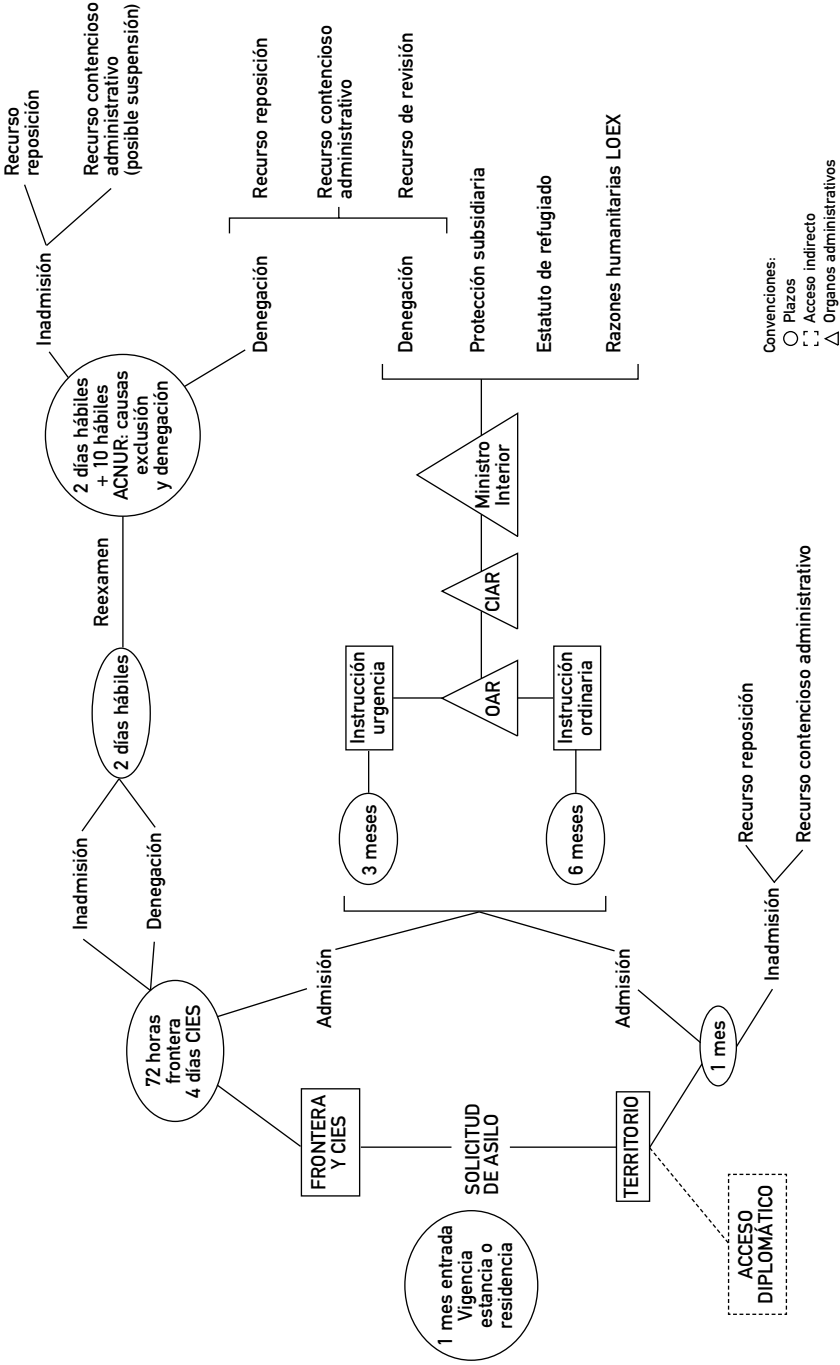 1 mes entrada
Vigencia
estancia o
residencia
SOLICITUD
DE ASILO
FRONTERA
Y CIES
TERRITORIO
ACCESO
DIPLOMÁTICO
72 horas
frontera
4 días CIES
Inadmisión
Denegación
Admisión
2 días hábiles
Reexamen
2 días hábiles
+ 10 hábiles
ACNUR: causas
exclusión
y denegación
Inadmisión
Recurso
reposición
Recurso contencioso
administrativo
(posible suspensión)
Denegación
Recurso reposición
Recurso contencioso
administrativo
Recurso de revisión
1 mes
Admisión
Inadmisión
Recurso reposición
Recurso contencioso administrativo
3 meses
Instrucción
urgencia
6 meses
Instrucción
ordinaria
OAR
CIAR
Ministro
Interior
Denegación
Protección subsidiaria
Estatuto de refugiado
Razones humanitarias LOEX
Convenciones:
Plazos
Acceso indirecto
Organos administrativos